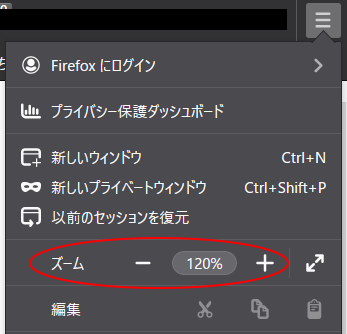 Firefox にログイン
プライバシー保護ダッシュボード
新しいウィンドウ Ctrl+N
新しいプライベートウィンドウ Ctrl+Shift+P
以前のセッションを復元
ズーム 120%
編集